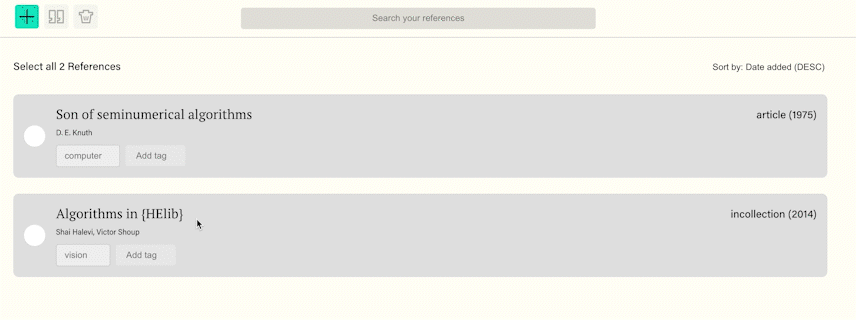 Search your references
Select all 2 References
Sort by: Date added (DESC)
Son of seminumerical algorithms
article (1975)
D. E. Knuth
computer
Add tag
Algorithms in {HElib}
incollection (2014)
Shai Halevi, Victor Shoup
vision
Add tag